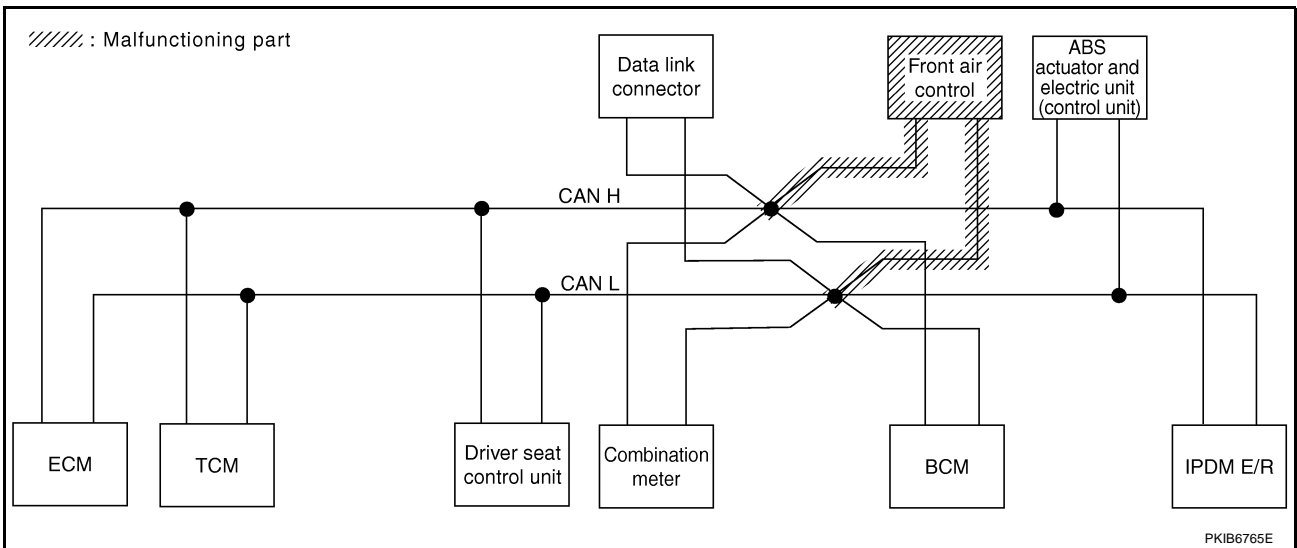 : Malfunctioning part
Data link
connector
Front air
control
ABS
actuator and
electric unit
(control unit)
CAN H
CAN L
ECM
TCM
Driver seat
control unit
Combination
meter
BCM
IPDM E/R
PKIB6765E